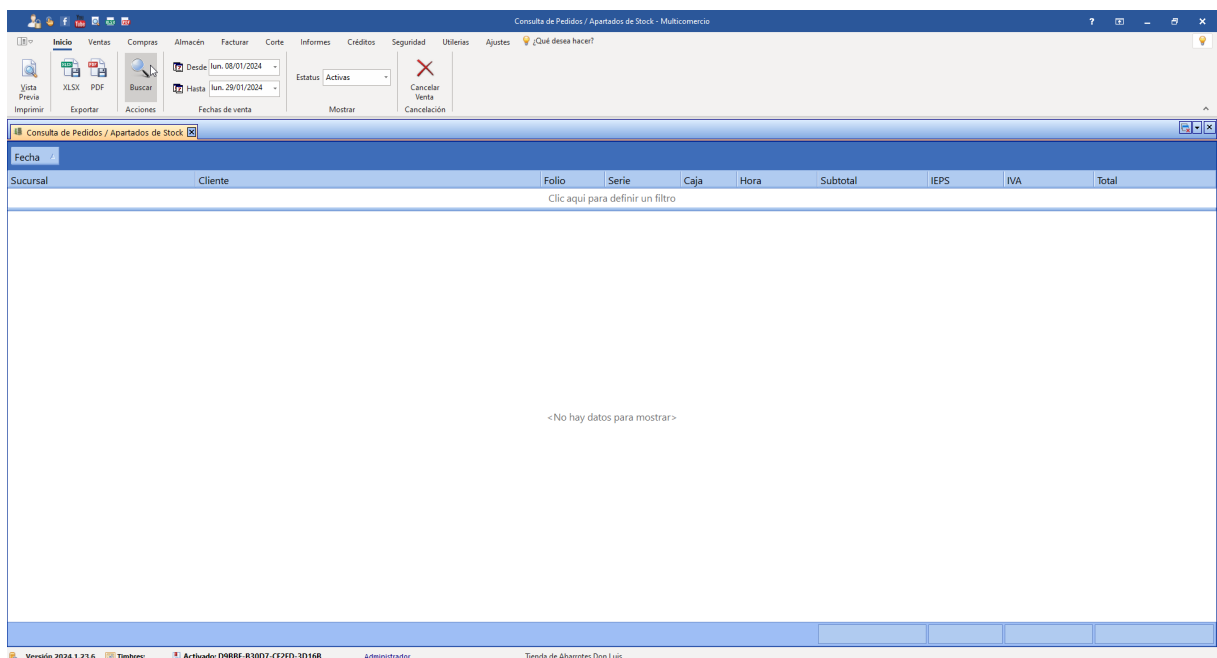 Consulta de Pedidos / Apartados de Stock - Multicomercio
Inicio Ventas Compras Almacén Facturar Corte Informes Créditos Seguridad Utilerias Ajustes ¿Qué desea hacer?
Vista Previa
XLSX PDF
Buscar
Desde lun. 08/01/2024
Hasta lun. 29/01/2024
Estatus Activas
Cancelar Venta
Imprimir Exportar Acciones Fechas de venta Mostrar Cancelación
Consulta de Pedidos / Apartados de Stock
Fecha
Sucursal Cliente Folio Serie Caja Hora Subtotal IEPS IVA Total
Clic aquí para definir un filtro
<No hay datos para mostrar>
Versión 2024.1.23.6 Timbres: Activado: D9BBE-B30D7-CF2FD-3D16B Administrador Tienda de Abarrotes Don Luis